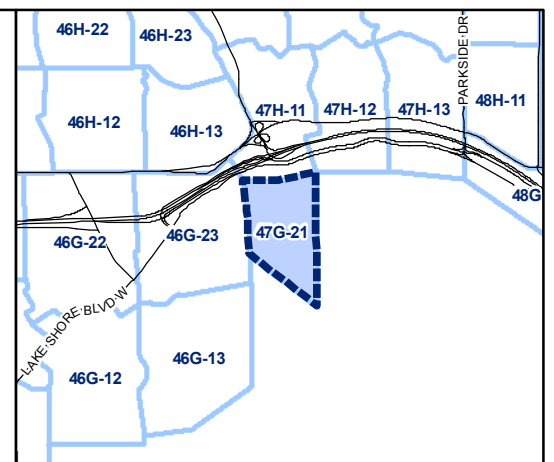 46H-22
46H-23
PARKSIDE DR
47H-11
47H-12
47H-13
48H-11
46H-12
46H-13
48G
46G-22
46G-23
47G-21
LAKE SHORE BLVD W
46G-13
46G-12